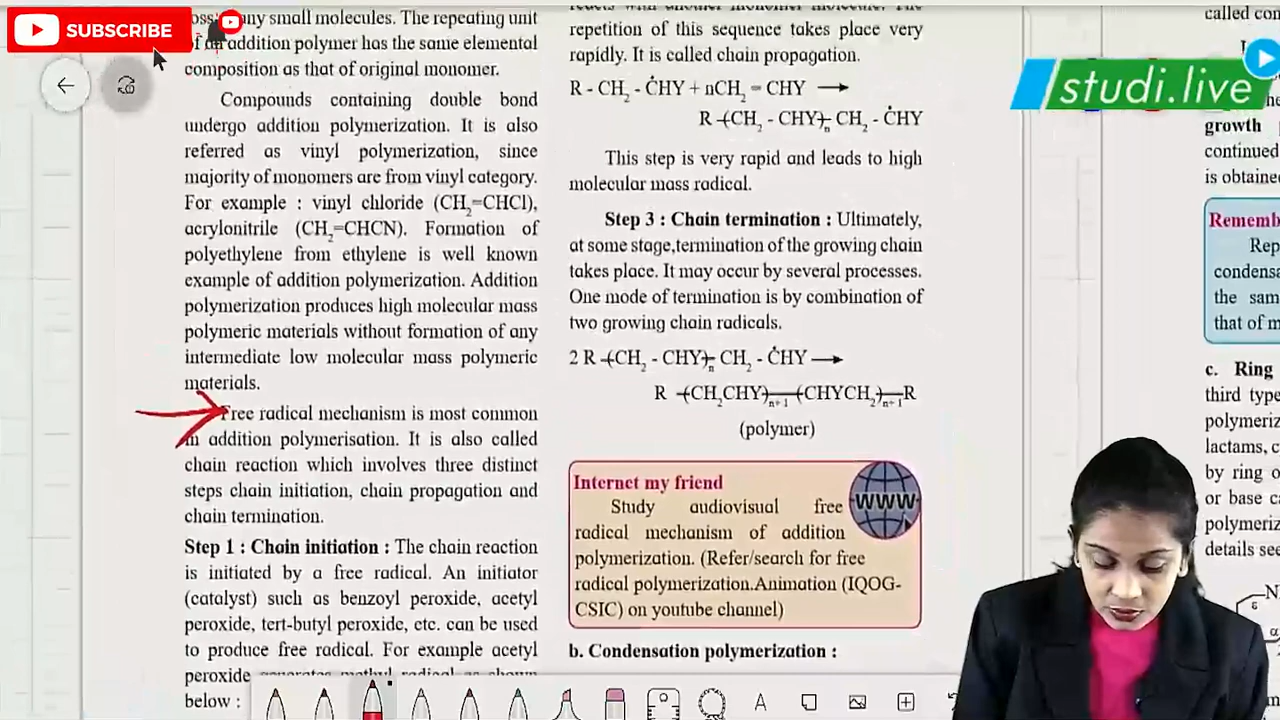 SUBSCRIBE
any small molecules. The repeating unit
addition polymer has the same elemental
composition as that of original monomer.
Compounds containing double bond
undergo addition polymerization. It is also
referred as vinyl polymerization, since
majority of monomers are from vinyl category.
For example : vinyl chloride (CH₂=CHCl),
acrylonitrile (CH₂=CHCN). Formation of
polyethylene from ethylene is well known
example of addition polymerization. Addition
polymerization produces high molecular mass
polymeric materials without formation of any
intermediate low molecular mass polymeric
materials.
Free radical mechanism is most common
in addition polymerisation. It is also called
chain reaction which involves three distinct
steps chain initiation, chain propagation and
chain termination.
Step 1 : Chain initiation : The chain reaction
is initiated by a free radical. An initiator
(catalyst) such as benzoyl peroxide, acetyl
peroxide, tert-butyl peroxide, etc. can be used
to produce free radical. For example acetyl
peroxide generates methyl radical as shown
below :
reacts with another monomer molecule. The
repetition of this sequence takes place very
rapidly. It is called chain propagation.
R - CH₂ - ĊHY + nCH₂ = CHY ⟶
R -(CH₂ - CHY)ₙ- CH₂ - ĊHY
This step is very rapid and leads to high
molecular mass radical.
Step 3 : Chain termination : Ultimately,
at some stage,termination of the growing chain
takes place. It may occur by several processes.
One mode of termination is by combination of
two growing chain radicals.
2 R -(CH₂ - CHY)ₙ- CH₂ - ĊHY ⟶
R -(CH₂CHY)ₙ₊₁-(CHYCH₂)ₙ₊₁-R
(polymer)
Internet my friend
Study audiovisual free
radical mechanism of addition
polymerization. (Refer/search for free
radical polymerization.Animation (IQOG-
CSIC) on youtube channel)
WWW
b. Condensation polymerization :
called
studi.live
growth
continued
is obtained
Rememb
Rep
condensa
the sam
that of m
c. Ring
third type
polymeriz
lactams, c
by ring o
or base c
polymeriz
details see
N
ε
α
A